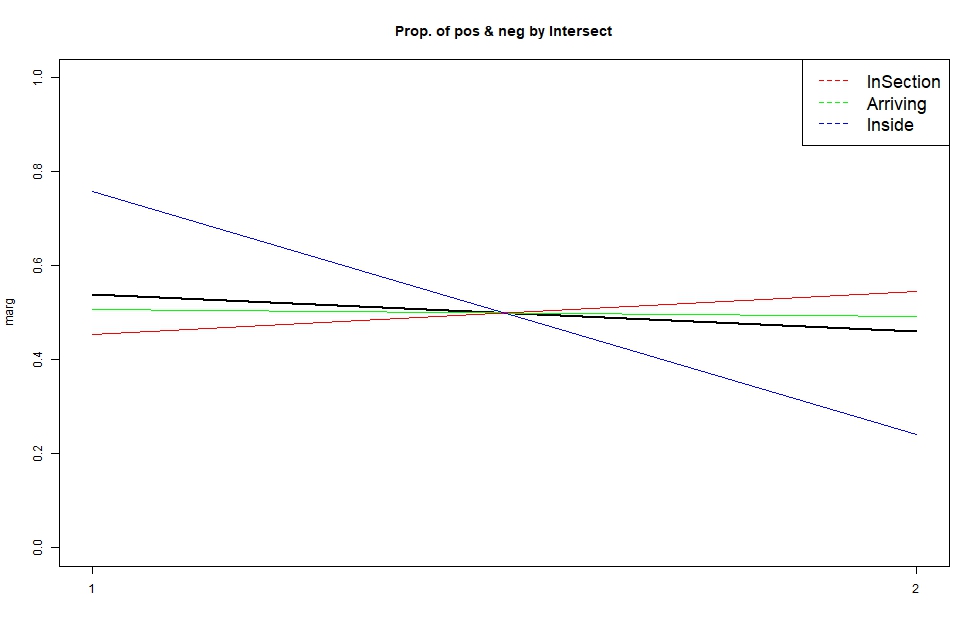 Prop. of pos & neg by Intersect
InSection
Arriving
Inside
1.0
0.8
0.6
0.4
0.2
0.0
marg
1
2